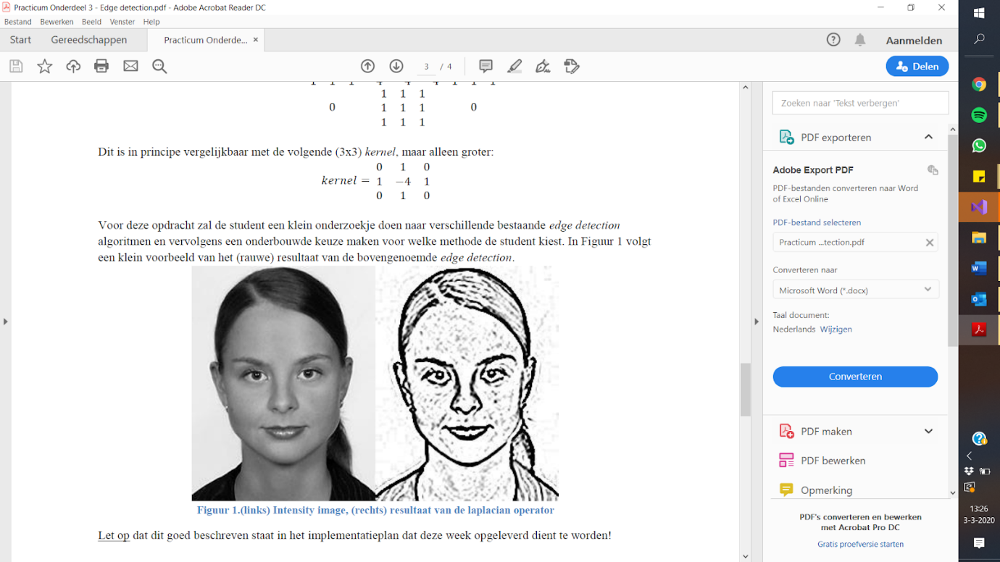 Practicum Onderdeel 3 - Edge detection.pdf - Adobe Acrobat Reader DC
Bestand Bewerken Beeld Venster Help
Start Gereedschappen Practicum Onderde... × Aanmelden
3 / 4 Delen
1 1 1
0 1 1 1 0
1 1 1
Dit is in principe vergelijkbaar met de volgende (3x3) kernel, maar alleen groter:
0 1 0
kernel = 1 −4 1
0 1 0
Voor deze opdracht zal de student een klein onderzoekje doen naar verschillende bestaande edge detection
algoritmen en vervolgens een onderbouwde keuze maken voor welke methode de student kiest. In Figuur 1 volgt
een klein voorbeeld van het (rauwe) resultaat van de bovengenoemde edge detection.
Figuur 1.(links) Intensity image, (rechts) resultaat van de laplacian operator
Let op dat dit goed beschreven staat in het implementatieplan dat deze week opgeleverd dient te worden!
Zoeken naar 'Tekst verbergen'
PDF exporteren
Adobe Export PDF
PDF-bestanden converteren naar Word
of Excel Online
PDF-bestand selecteren
Practicum ...tection.pdf
Converteren naar
Microsoft Word (*.docx)
Taal document:
Nederlands Wijzigen
Converteren
PDF maken
PDF bewerken
Opmerking
PDF's converteren en bewerken
met Acrobat Pro DC
Gratis proefversie starten
13:26
3-3-2020